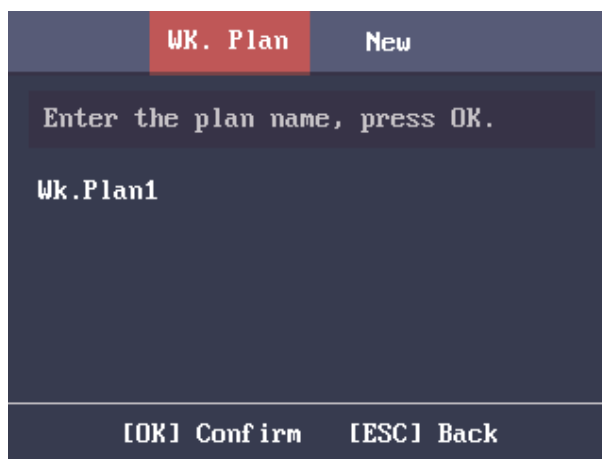 WK. Plan New
Enter the plan name, press OK.
Wk.Plan1
[OK] Confirm [ESC] Back